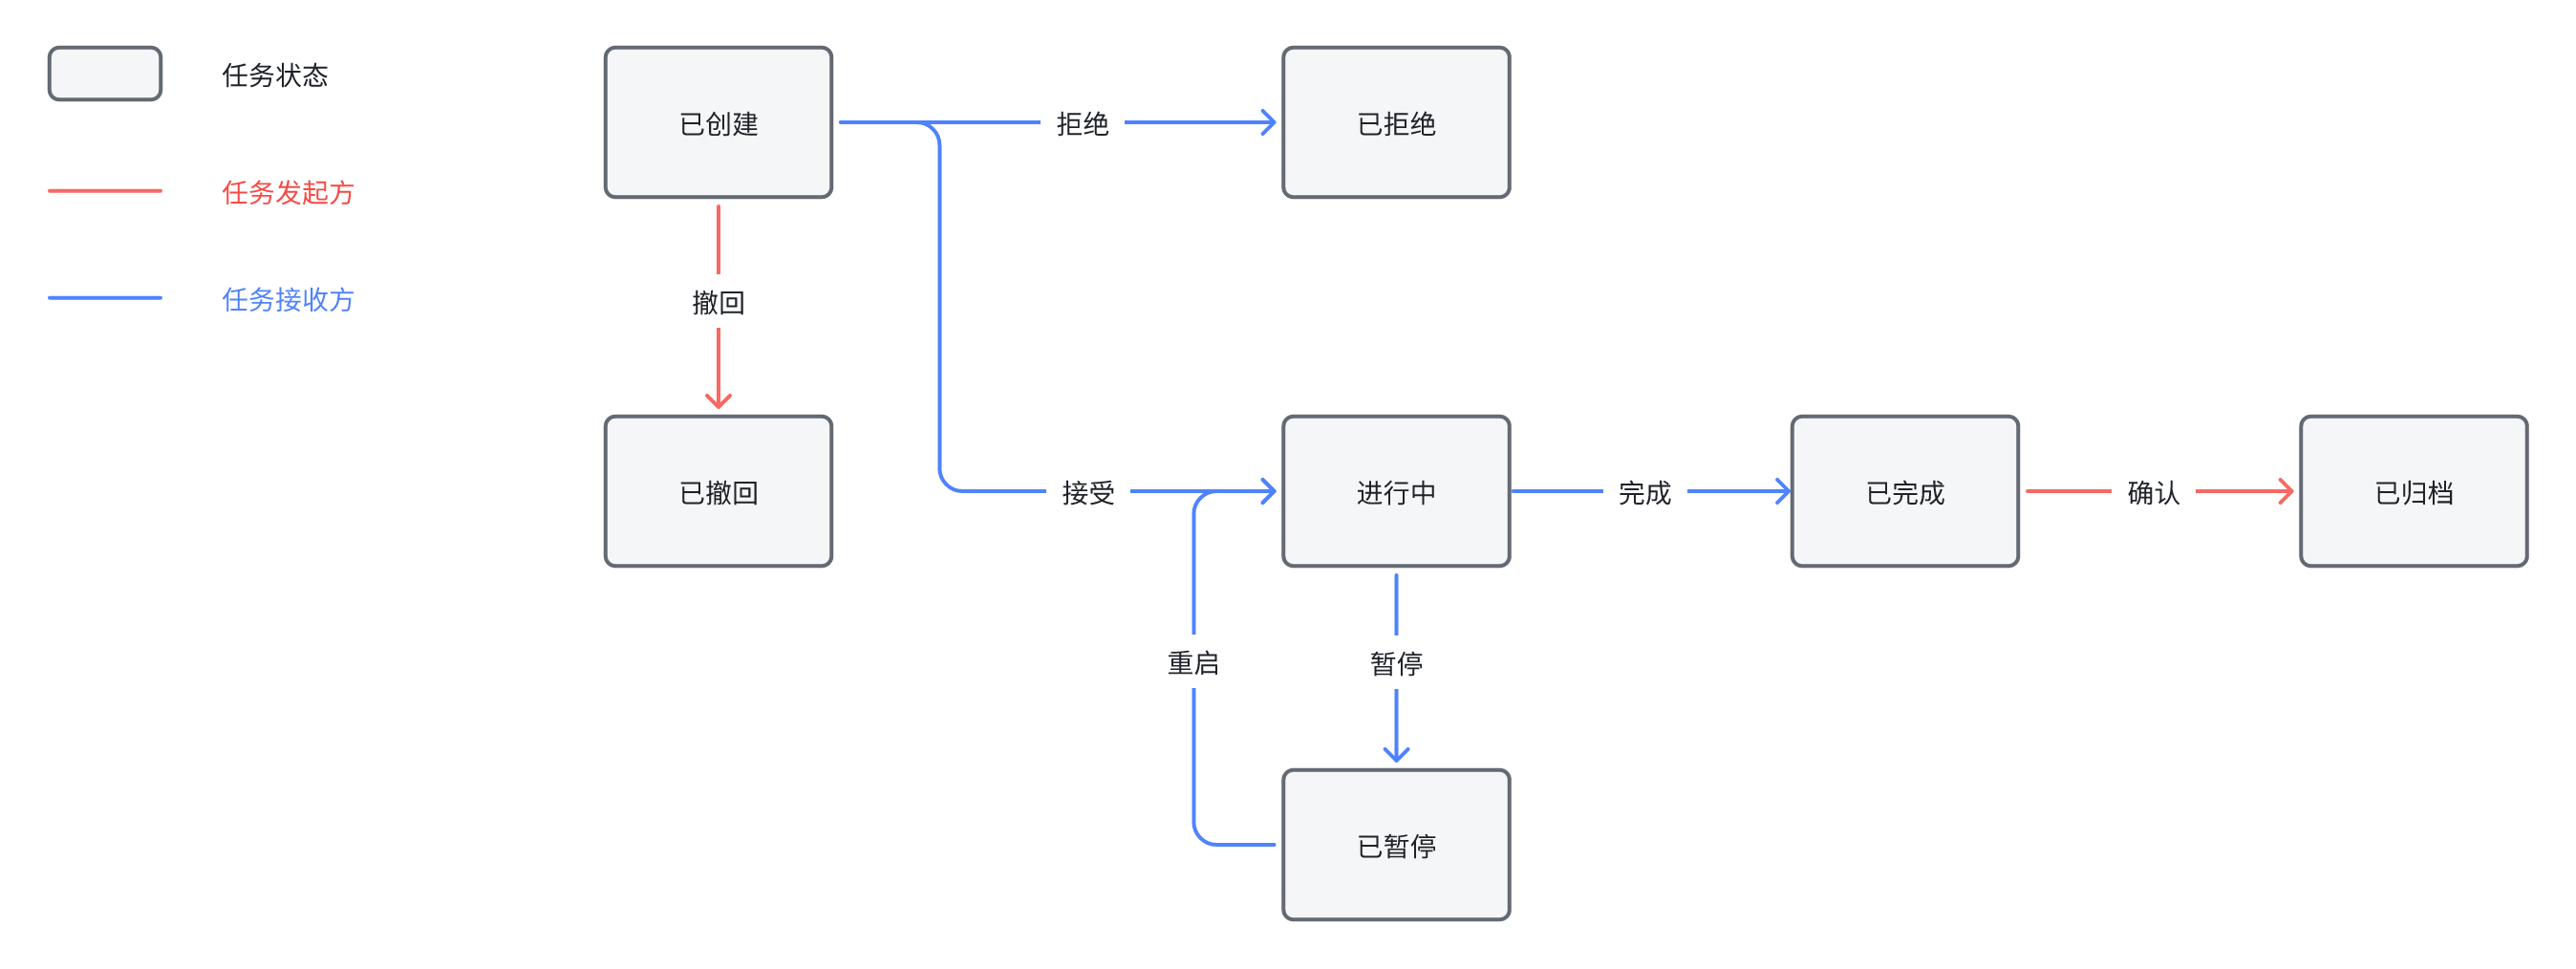 任务状态
任务发起方
任务接收方
已创建
拒绝
已拒绝
撤回
已撤回
接受
进行中
完成
已完成
确认
已归档
重启
暂停
已暂停